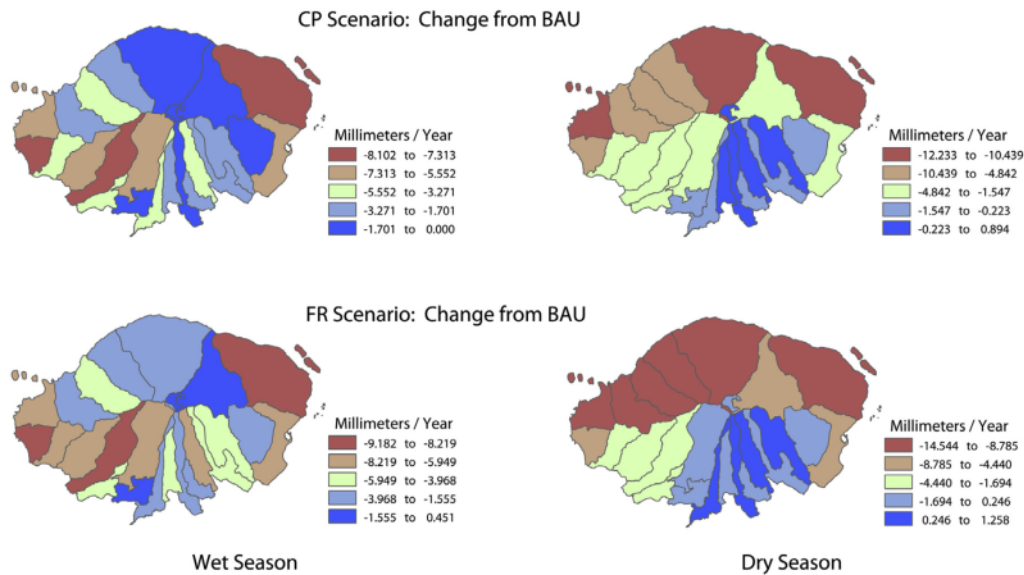 CP Scenario: Change from BAU
Millimeters / Year
-8.102 to -7.313
-7.313 to -5.552
-5.552 to -3.271
-3.271 to -1.701
-1.701 to 0.000
Millimeters / Year
-12.233 to -10.439
-10.439 to -4.842
-4.842 to -1.547
-1.547 to -0.223
-0.223 to 0.894
FR Scenario: Change from BAU
Millimeters / Year
-9.182 to -8.219
-8.219 to -5.949
-5.949 to -3.968
-3.968 to -1.555
-1.555 to 0.451
Millimeters / Year
-14.544 to -8.785
-8.785 to -4.440
-4.440 to -1.694
-1.694 to 0.246
0.246 to 1.258
Wet Season
Dry Season